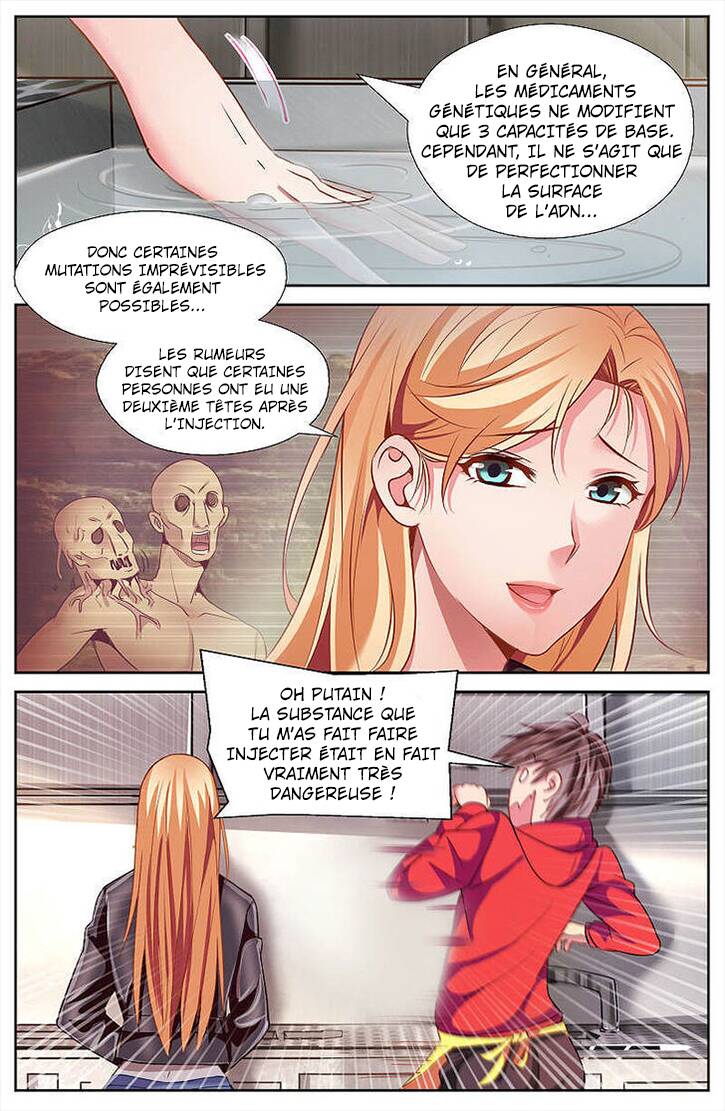 EN GÉNÉRAL,
LES MÉDICAMENTS
GÉNÉTIQUES NE MODIFIENT
QUE 3 CAPACITÉS DE BASE.
CEPENDANT, IL NE S'AGIT QUE
DE PERFECTIONNER
LA SURFACE
DE L'ADN...
DONC CERTAINES
MUTATIONS IMPRÉVISIBLES
SONT ÉGALEMENT
POSSIBLES...
LES RUMEURS
DISENT QUE CERTAINES
PERSONNES ONT EU UNE
DEUXIÈME TÊTES APRÈS
L'INJECTION.
OH PUTAIN !
LA SUBSTANCE QUE
TU M'AS FAIT FAIRE
INJECTER ÉTAIT EN FAIT
VRAIMENT TRÈS
DANGEREUSE !